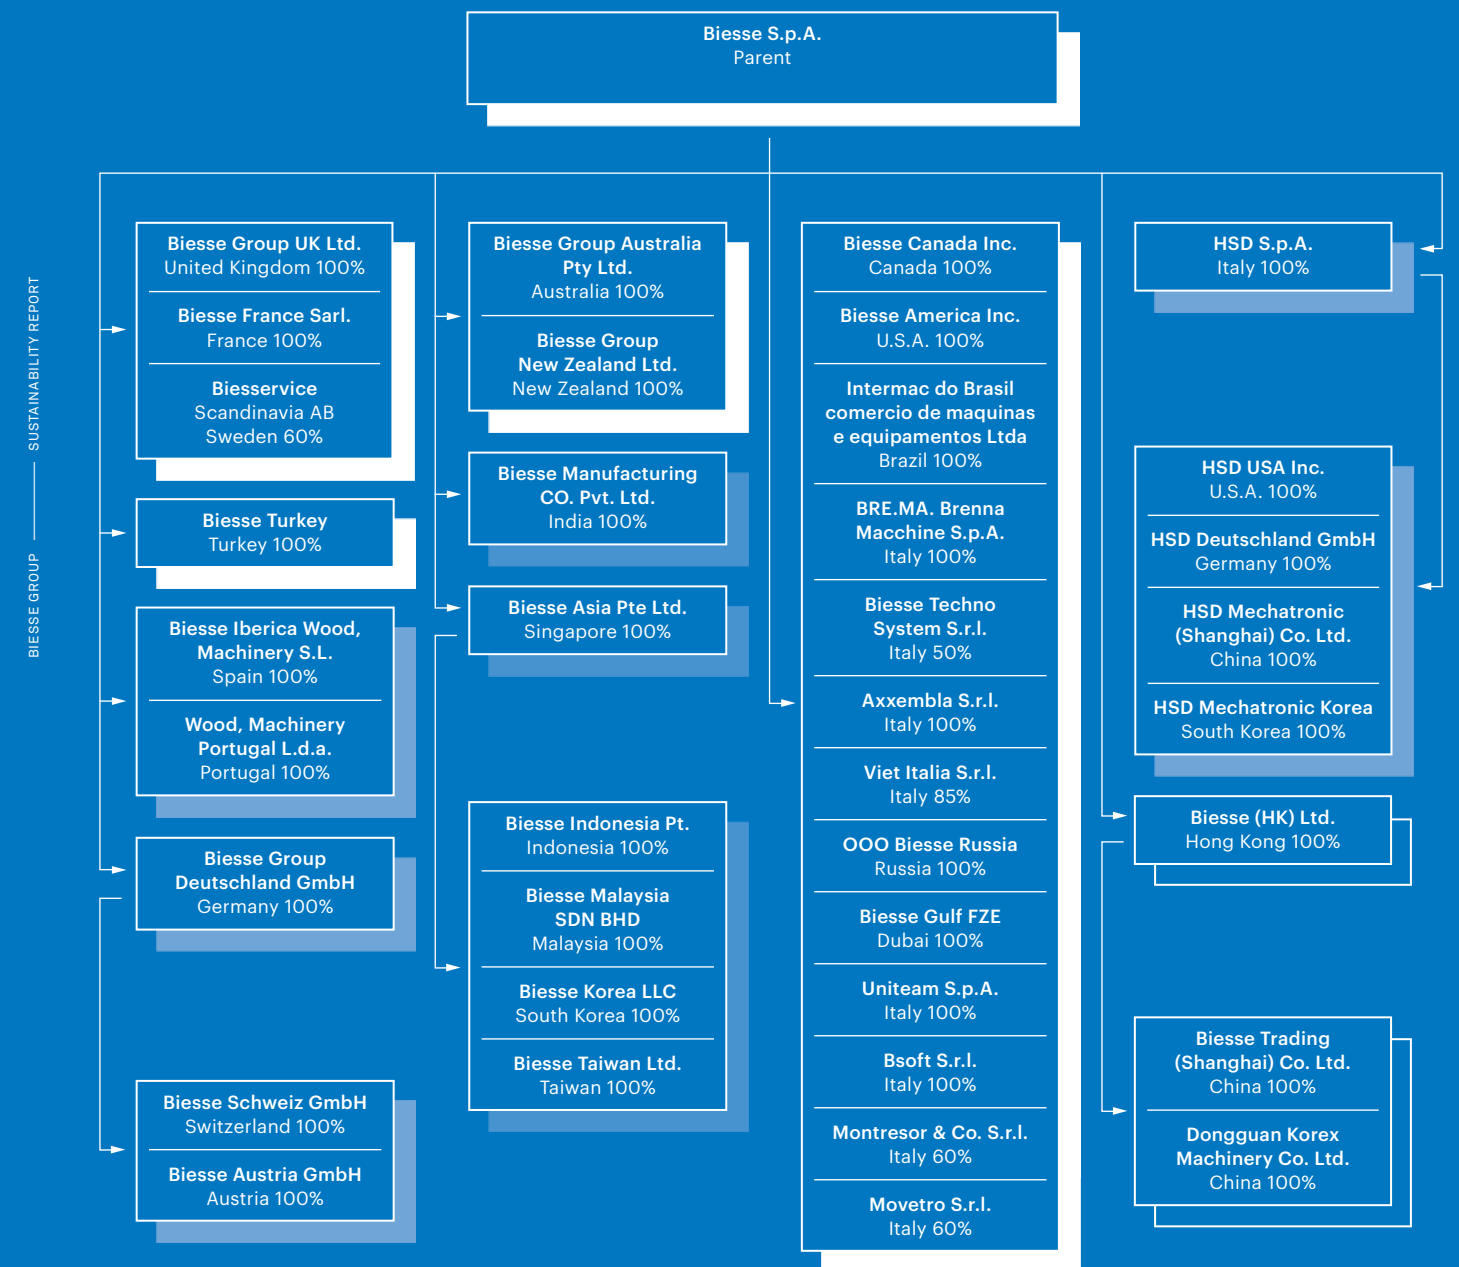 Biesse S.p.A.
Parent
BIESSE GROUP
SUSTAINABILITY REPORT
Biesse Group UK Ltd.
United Kingdom 100%
Biesse France Sarl.
France 100%
Biesservice
Scandinavia AB
Sweden 60%
Biesse Turkey
Turkey 100%
Biesse Iberica Wood,
Machinery S.L.
Spain 100%
Wood, Machinery
Portugal L.d.a.
Portugal 100%
Biesse Group
Deutschland GmbH
Germany 100%
Biesse Schweiz GmbH
Switzerland 100%
Biesse Austria GmbH
Austria 100%
Biesse Group Australia
Pty Ltd.
Australia 100%
Biesse Group
New Zealand Ltd.
New Zealand 100%
Biesse Manufacturing
CO. Pvt. Ltd.
India 100%
Biesse Asia Pte Ltd.
Singapore 100%
Biesse Indonesia Pt.
Indonesia 100%
Biesse Malaysia
SDN BHD
Malaysia 100%
Biesse Korea LLC
South Korea 100%
Biesse Taiwan Ltd.
Taiwan 100%
Biesse Canada Inc.
Canada 100%
Biesse America Inc.
U.S.A. 100%
Intermac do Brasil
comercio de maquinas
e equipamentos Ltda
Brazil 100%
BRE.MA. Brenna
Macchine S.p.A.
Italy 100%
Biesse Techno
System S.r.l.
Italy 50%
Axxembla S.r.l.
Italy 100%
Viet Italia S.r.l.
Italy 85%
OOO Biesse Russia
Russia 100%
Biesse Gulf FZE
Dubai 100%
Uniteam S.p.A.
Italy 100%
Bsoft S.r.l.
Italy 100%
Montresor & Co. S.r.l.
Italy 60%
Movetro S.r.l.
Italy 60%
HSD S.p.A.
Italy 100%
HSD USA Inc.
U.S.A. 100%
HSD Deutschland GmbH
Germany 100%
HSD Mechatronic
(Shanghai) Co. Ltd.
China 100%
HSD Mechatronic Korea
South Korea 100%
Biesse (HK) Ltd.
Hong Kong 100%
Biesse Trading
(Shanghai) Co. Ltd.
China 100%
Dongguan Korex
Machinery Co. Ltd.
China 100%